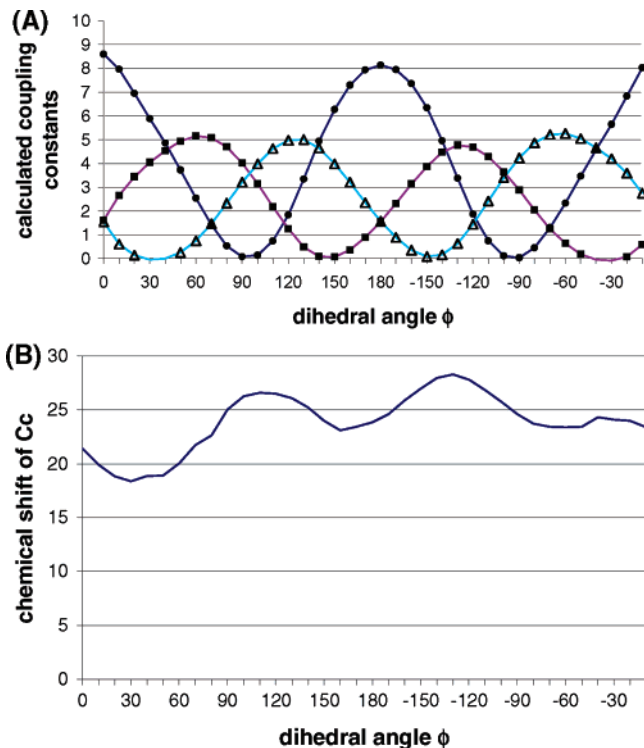 (A)
calculated coupling
constants
10
9
8
7
6
5
4
3
2
1
0
0 30 60 90 120 150 180 -150 -120 -90 -60 -30
dihedral angle ϕ
(B)
chemical shift of Cc
30
25
20
15
10
5
0
0 30 60 90 120 150 180 -150 -120 -90 -60 -30
dihedral angle ϕ